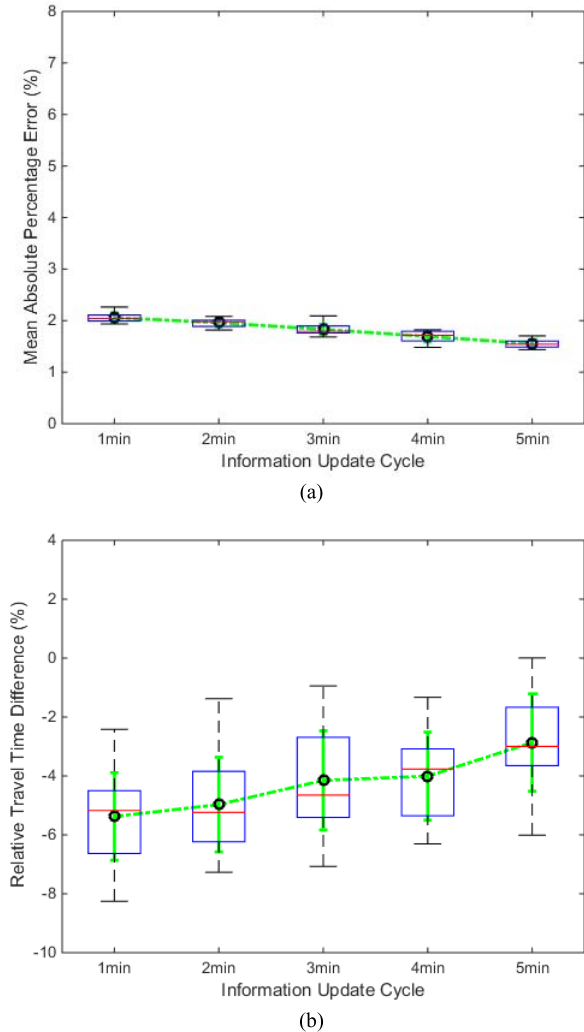 8
7
6
5
4
3
2
1
0
Mean Absolute Percentage Error (%)
1min 2min 3min 4min 5min
Information Update Cycle
(a)
4
2
0
-2
-4
-6
-8
-10
Relative Travel Time Difference (%)
1min 2min 3min 4min 5min
Information Update Cycle
(b)